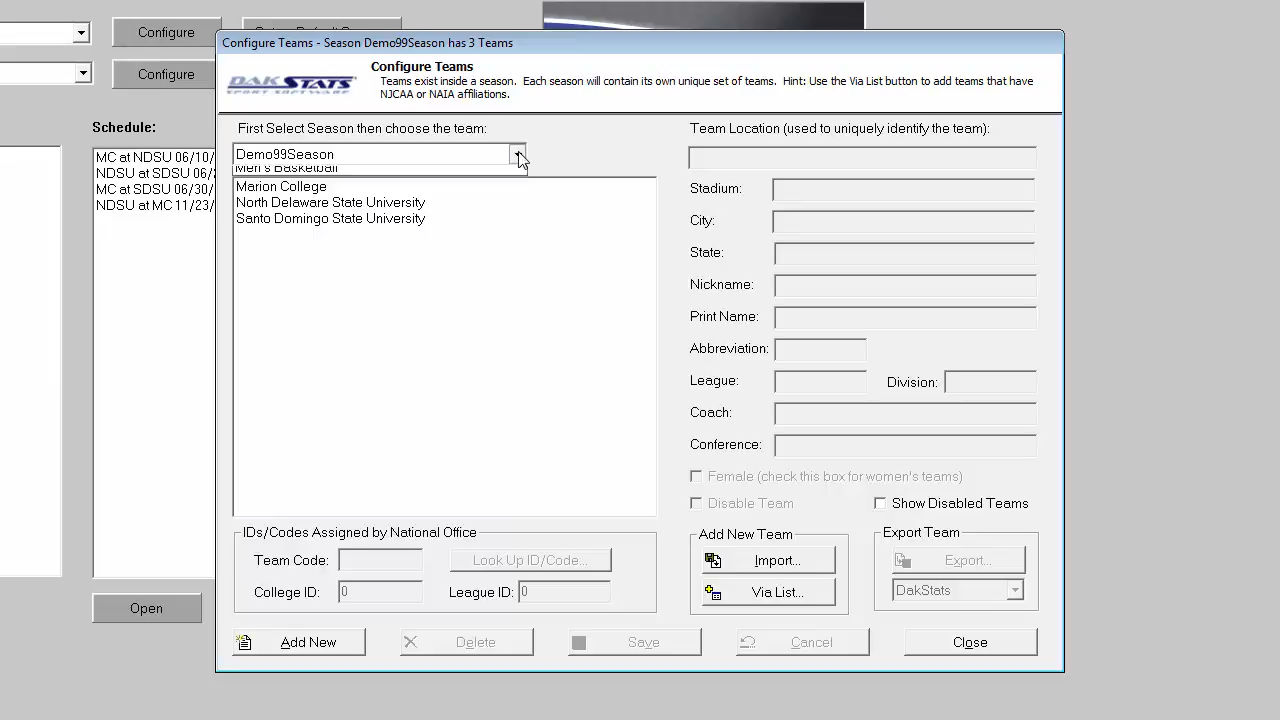 Configure
Configure
Schedule:
MC at NDSU 06/10/
NDSU at SDSU 06/
MC at SDSU 06/30/
NDSU at MC 11/23/
Open
Configure Teams - Season Demo99Season has 3 Teams
DAKSTATS
SPORT SOFTWARE
Configure Teams
Teams exist inside a season. Each season will contain its own unique set of teams. Hint: Use the Via List button to add the
NJCAA or NAIA affiliations.
First Select Season then choose the team:
Demo99Season
Men's Basketball
Marion College
North Delaware State University
Santo Domingo State University
Team Location (used to uniquely identify the team):
Stadium:
City:
State:
Nickname:
Print Name:
Abbreviation:
League:
Division:
Coach:
Conference:
Female (check this box for women's teams)
Disable Team
Show Disabled Teams
IDs/Codes Assigned by National Office
Team Code:
Look Up ID/Code...
College ID: 0
League ID: 0
Add New Team
Import...
Via List...
Export Team
Export...
DakStats
Add New
Delete
Save
Cancel
Close